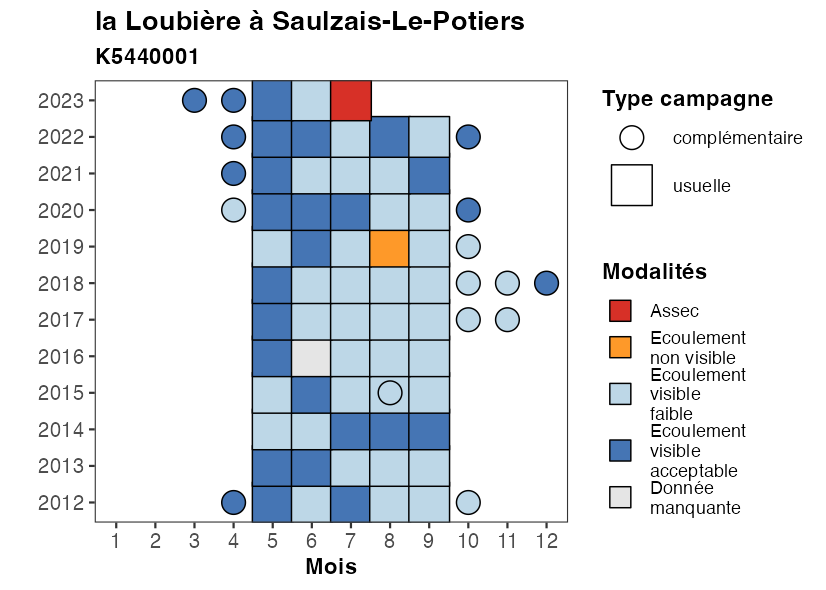 la Loubière à Saulzais-Le-Potiers
K5440001
2023
2022
2021
2020
2019
2018
2017
2016
2015
2014
2013
2012
1 2 3 4 5 6 7 8 9 10 11 12
Mois
Type campagne
complémentaire
usuelle
Modalités
Assec
Ecoulement
non visible
Ecoulement
visible
faible
Ecoulement
visible
acceptable
Donnée
manquante